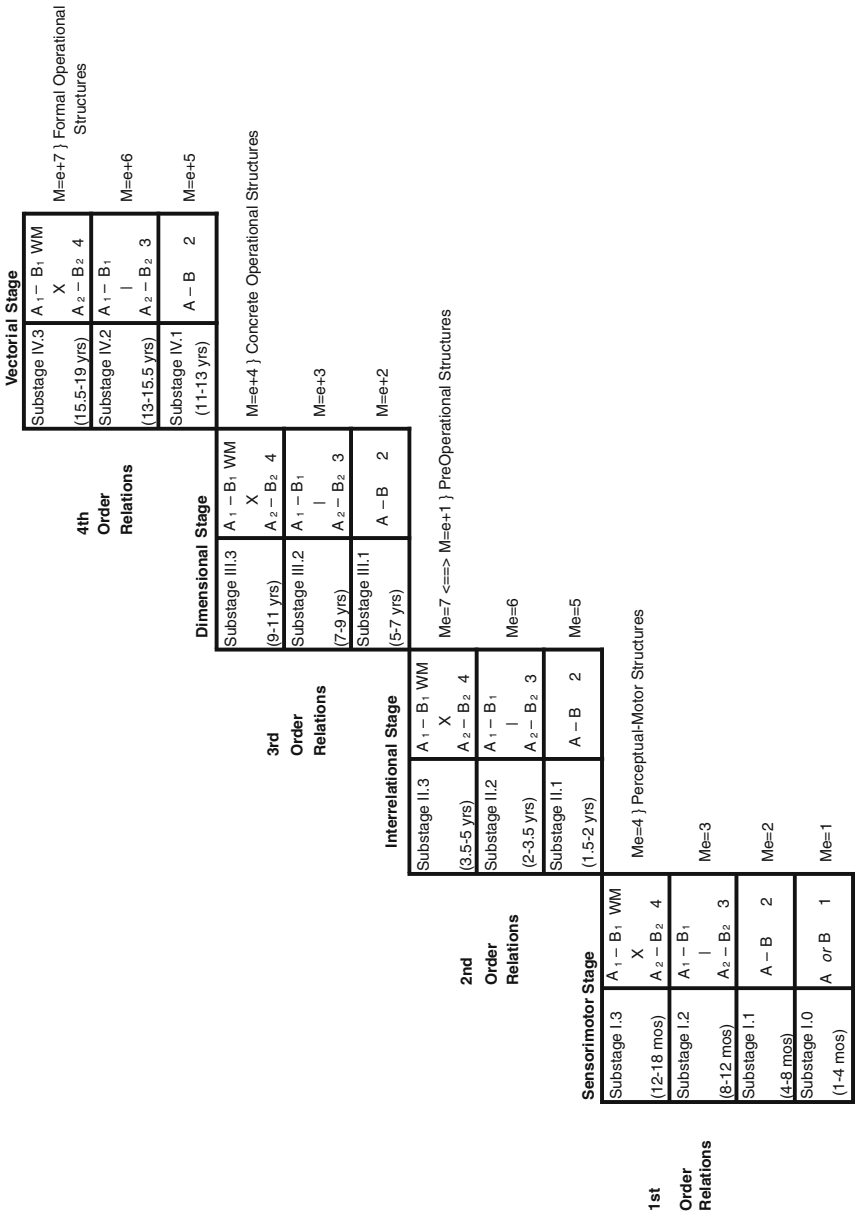 Vectorial Stage
4th
Order
Relations
Substage IV.3
(15.5-19 yrs)
A₁ – B₁ WM
X
A₂ – B₂ 4
M=e+7 } Formal Operational
Structures
Substage IV.2
(13-15.5 yrs)
A₁ – B₁
|
A₂ – B₂ 3
M=e+6
Substage IV.1
(11-13 yrs)
A – B 2
M=e+5
Dimensional Stage
3rd
Order
Relations
Substage III.3
(9-11 yrs)
A₁ – B₁ WM
X
A₂ – B₂ 4
M=e+4 } Concrete Operational Structures
Substage III.2
(7-9 yrs)
A₁ – B₁
|
A₂ – B₂ 3
M=e+3
Substage III.1
(5-7 yrs)
A – B 2
M=e+2
Interrelational Stage
2nd
Order
Relations
Substage II.3
(3.5-5 yrs)
A₁ – B₁ WM
X
A₂ – B₂ 4
Me=7 <==> M=e+1 } PreOperational Structures
Substage II.2
(2-3.5 yrs)
A₁ – B₁
|
A₂ – B₂ 3
Me=6
Substage II.1
(1.5-2 yrs)
A – B 2
Me=5
Sensorimotor Stage
1st
Order
Relations
Substage I.3
(12-18 mos)
A₁ – B₁ WM
X
A₂ – B₂ 4
Me=4 } Perceptual-Motor Structures
Substage I.2
(8-12 mos)
A₁ – B₁
|
A₂ – B₂ 3
Me=3
Substage I.1
(4-8 mos)
A – B 2
Me=2
Substage I.0
(1-4 mos)
A or B 1
Me=1